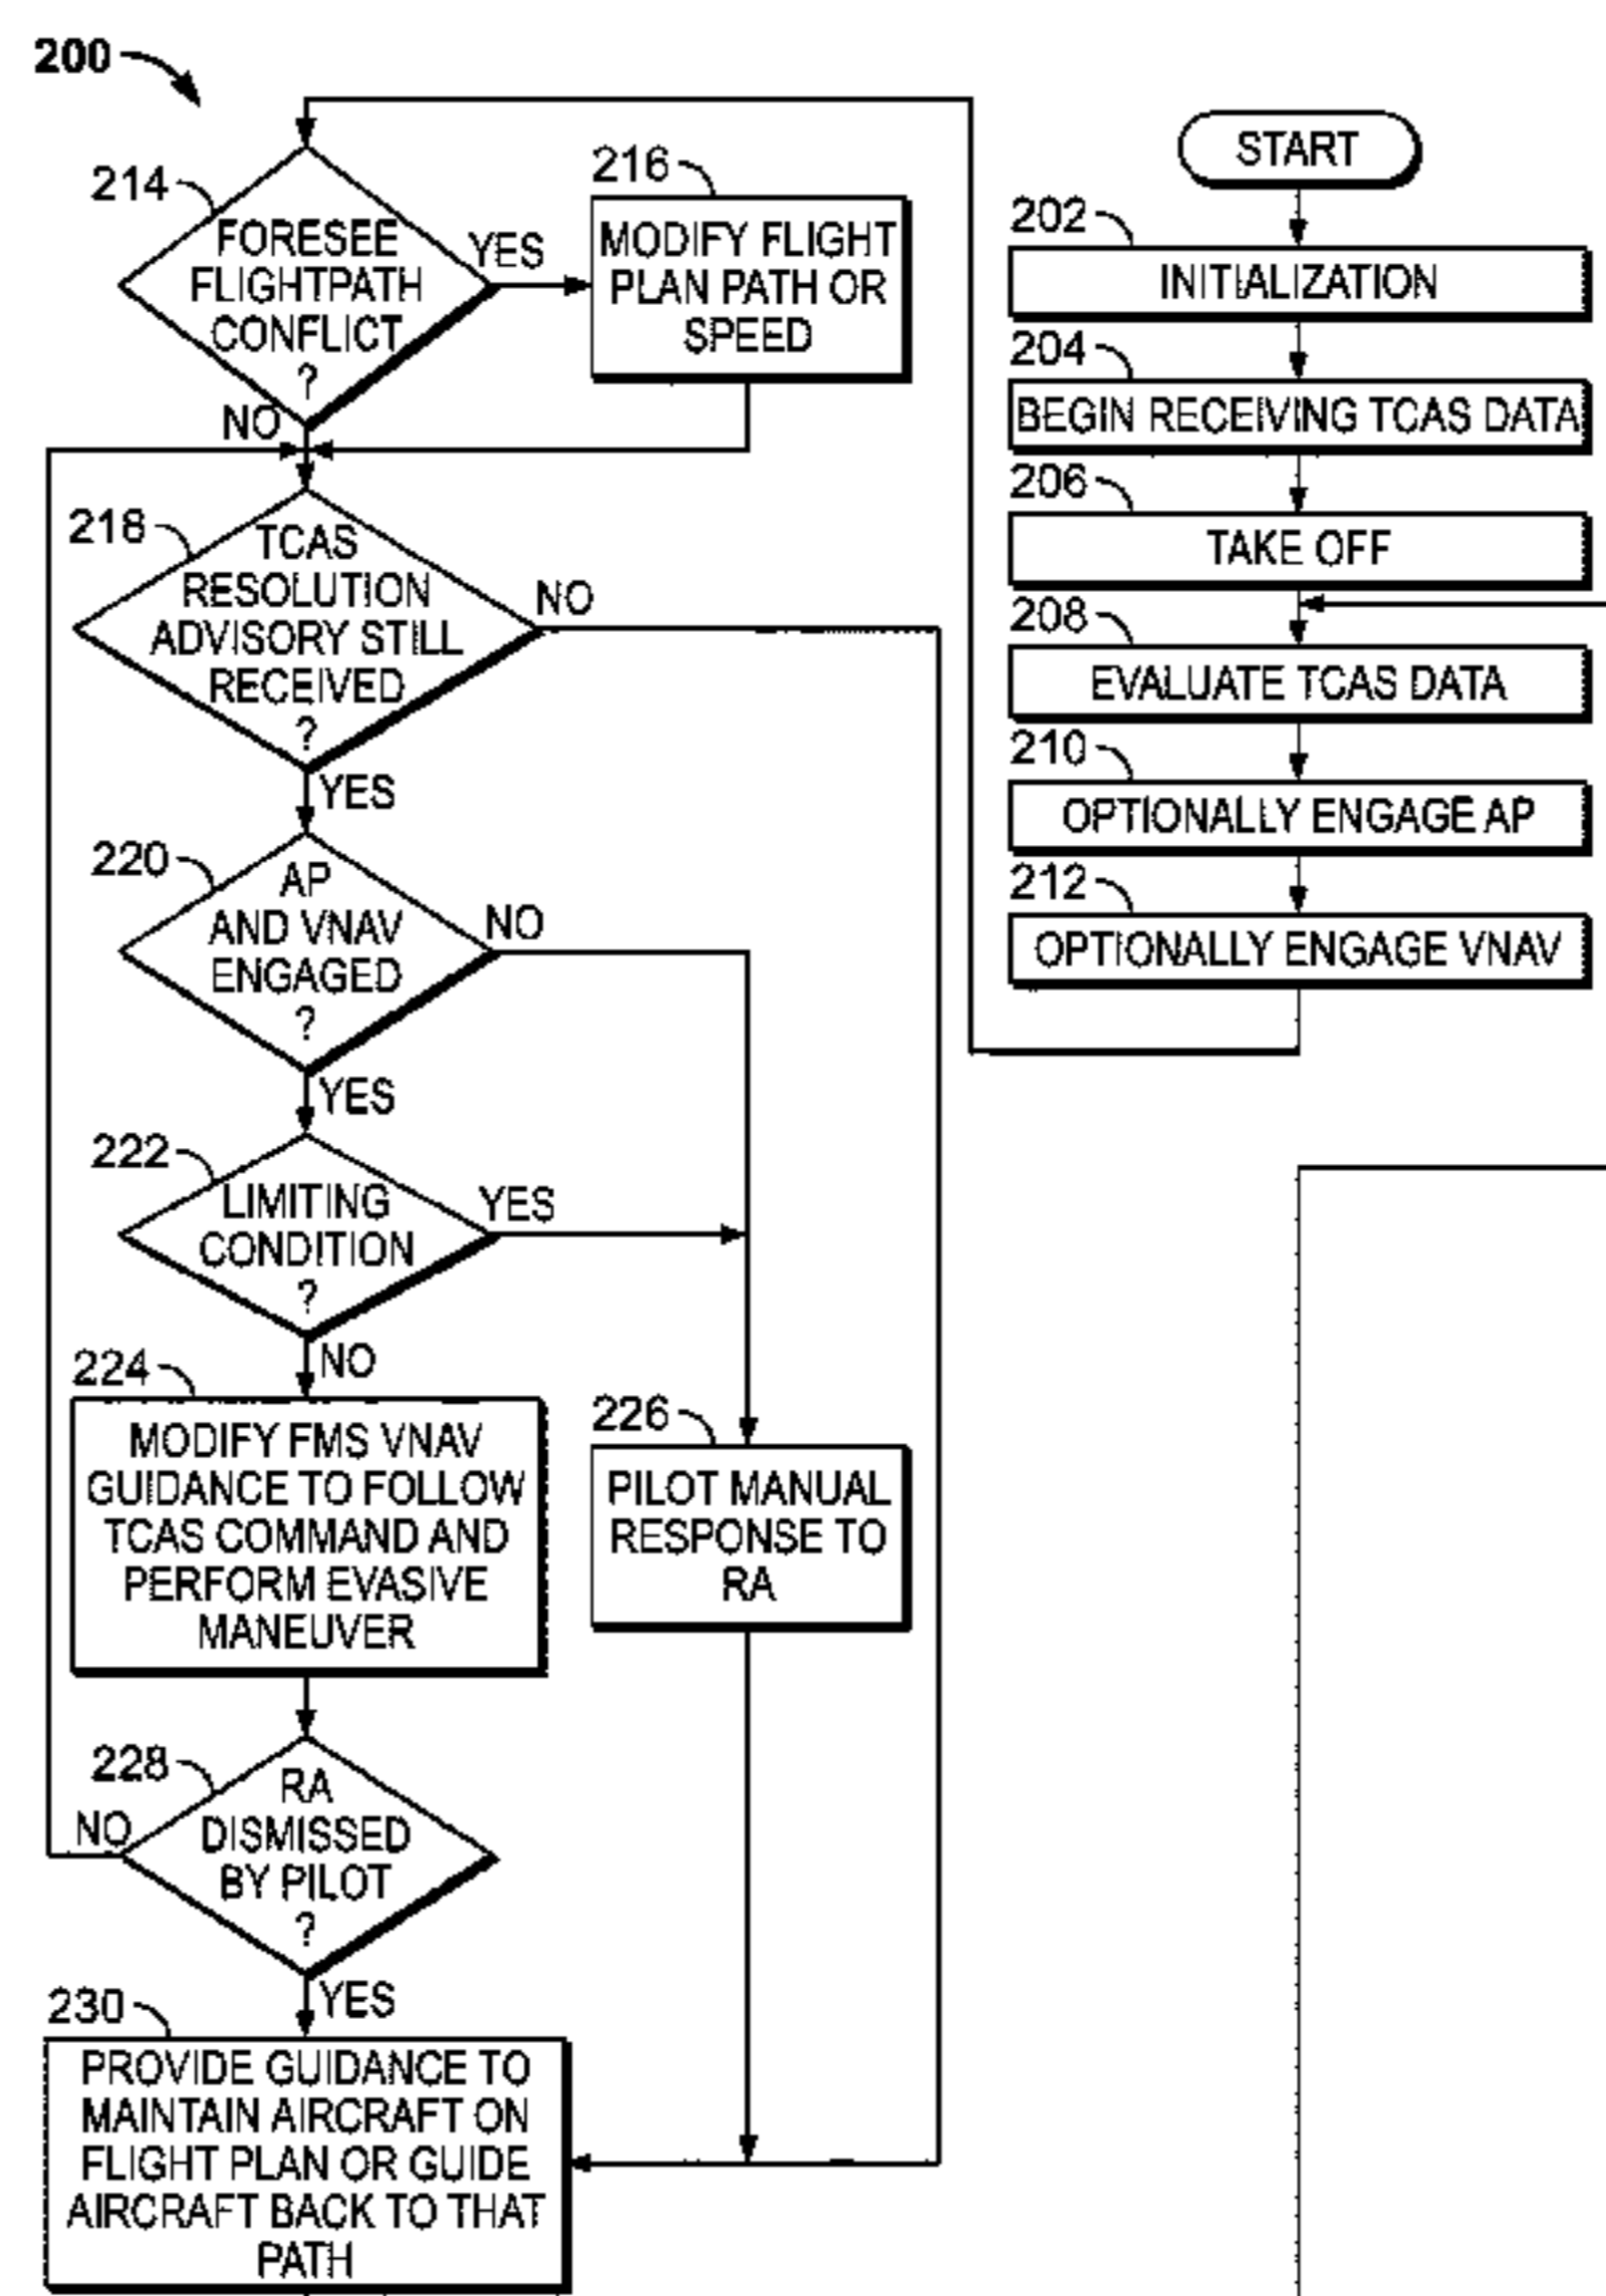 200
START
202
INITIALIZATION
204
BEGIN RECEIVING TCAS DATA
206
TAKE OFF
208
EVALUATE TCAS DATA
210
OPTIONALLY ENGAGE AP
212
OPTIONALLY ENGAGE VNAV
214
FORESEE
FLIGHTPATH
CONFLICT
?
YES
NO
216
MODIFY FLIGHT
PLAN PATH OR
SPEED
218
TCAS
RESOLUTION
ADVISORY STILL
RECEIVED
?
NO
YES
220
AP
AND VNAV
ENGAGED
?
NO
YES
222
LIMITING
CONDITION
?
YES
NO
224
MODIFY FMS VNAV
GUIDANCE TO FOLLOW
TCAS COMMAND AND
PERFORM EVASIVE
MANEUVER
226
PILOT MANUAL
RESPONSE TO
RA
228
RA
DISMISSED
BY PILOT
?
NO
YES
230
PROVIDE GUIDANCE TO
MAINTAIN AIRCRAFT ON
FLIGHT PLAN OR GUIDE
AIRCRAFT BACK TO THAT
PATH